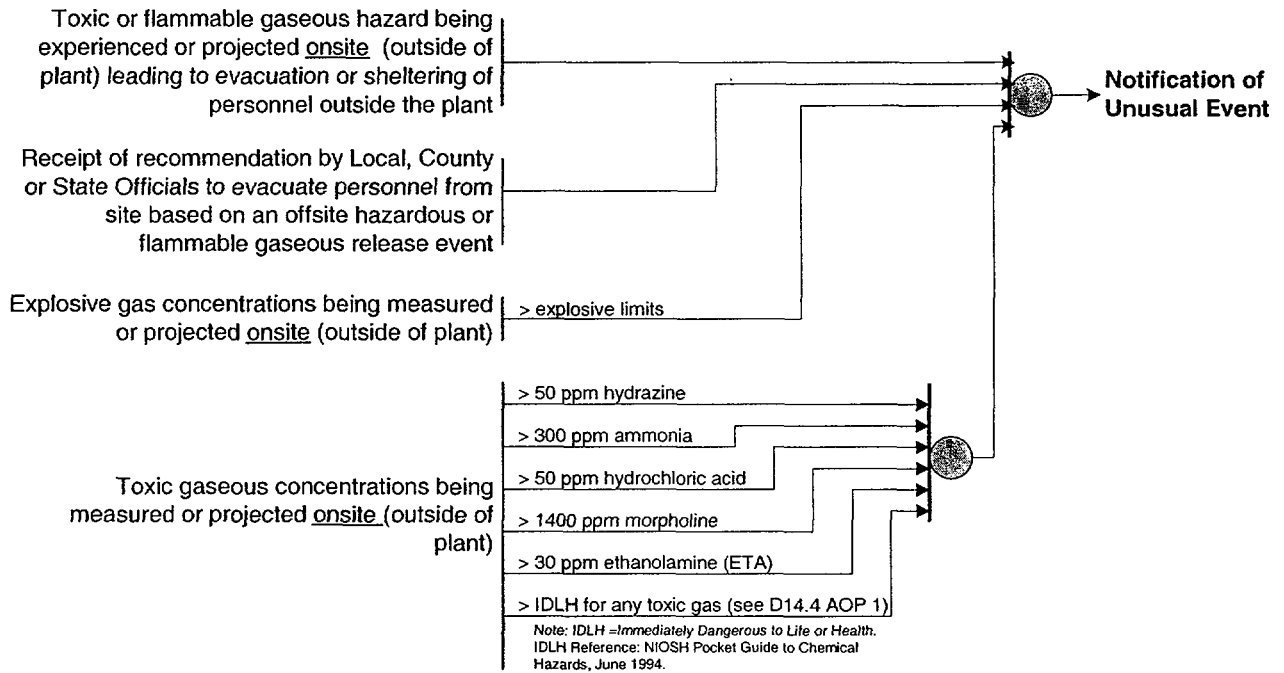 Toxic or flammable gaseous hazard being
experienced or projected onsite (outside of
plant) leading to evacuation or sheltering of
personnel outside the plant
Notification of
Unusual Event
Receipt of recommendation by Local, County
or State Officials to evacuate personnel from
site based on an offsite hazardous or
flammable gaseous release event
Explosive gas concentrations being measured
or projected onsite (outside of plant)
> explosive limits
Toxic gaseous concentrations being
measured or projected onsite (outside of
plant)
> 50 ppm hydrazine
> 300 ppm ammonia
> 50 ppm hydrochloric acid
> 1400 ppm morpholine
> 30 ppm ethanolamine (ETA)
> IDLH for any toxic gas (see D14.4 AOP 1)
Note: IDLH =Immediately Dangerous to Life or Health.
IDLH Reference: NIOSH Pocket Guide to Chemical
Hazards, June 1994.